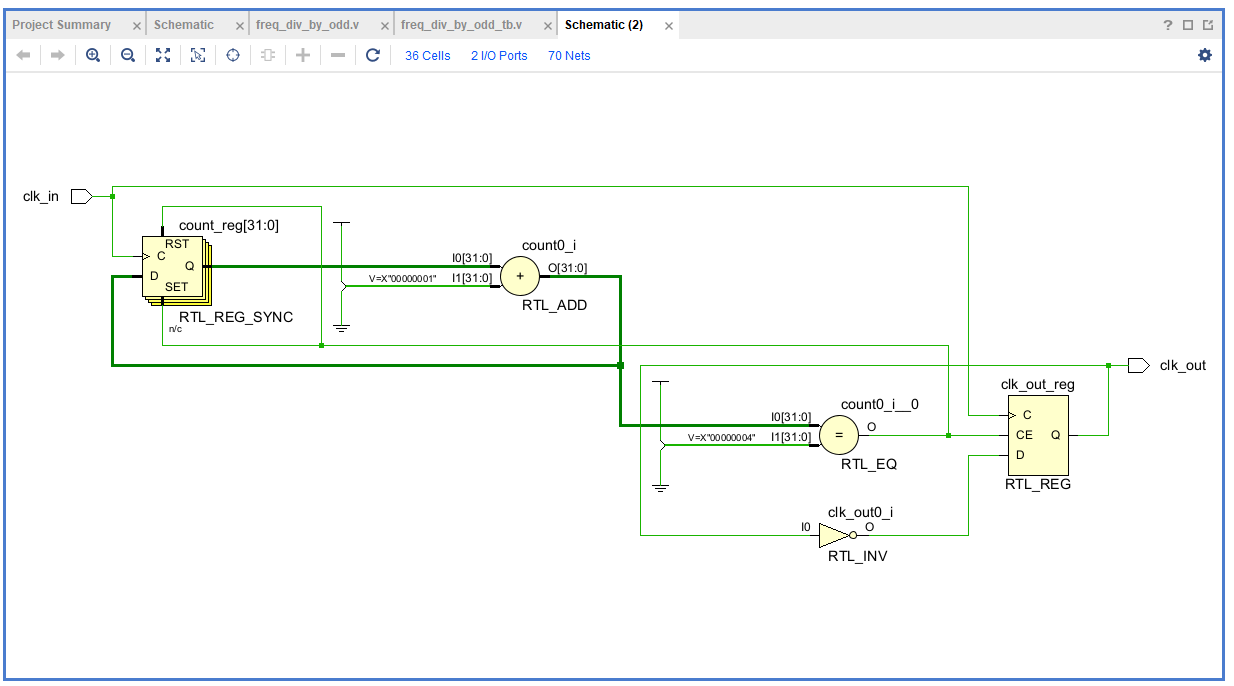 Project Summary × Schematic × freq_div_by_odd.v × freq_div_by_odd_tb.v × Schematic (2) × ?
36 Cells 2 I/O Ports 70 Nets
clk_in
count_reg[31:0]
RST
C
Q
D
SET
RTL_REG_SYNC
n/c
V=X"00000001"
count0_i
I0[31:0]
I1[31:0]
+
O[31:0]
RTL_ADD
V=X"00000004"
count0_i__0
I0[31:0]
I1[31:0]
=
O
RTL_EQ
clk_out0_i
I0
O
RTL_INV
clk_out_reg
C
CE
Q
D
RTL_REG
clk_out